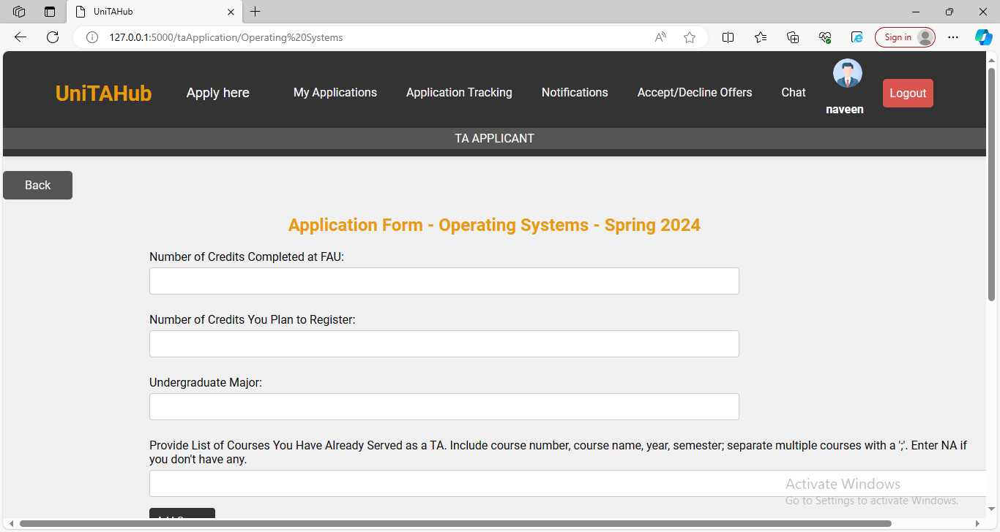 UniTAHub
127.0.0.1:5000/taApplication/Operating%20Systems
Sign in
UniTAHub
Apply here
My Applications
Application Tracking
Notifications
Accept/Decline Offers
Chat
naveen
Logout
TA APPLICANT
Back
Application Form - Operating Systems - Spring 2024
Number of Credits Completed at FAU:
Number of Credits You Plan to Register:
Undergraduate Major:
Provide List of Courses You Have Already Served as a TA. Include course number, course name, year, semester; separate multiple courses with a ';'. Enter NA if
you don't have any.
Activate Windows
Go to Settings to activate Windows.